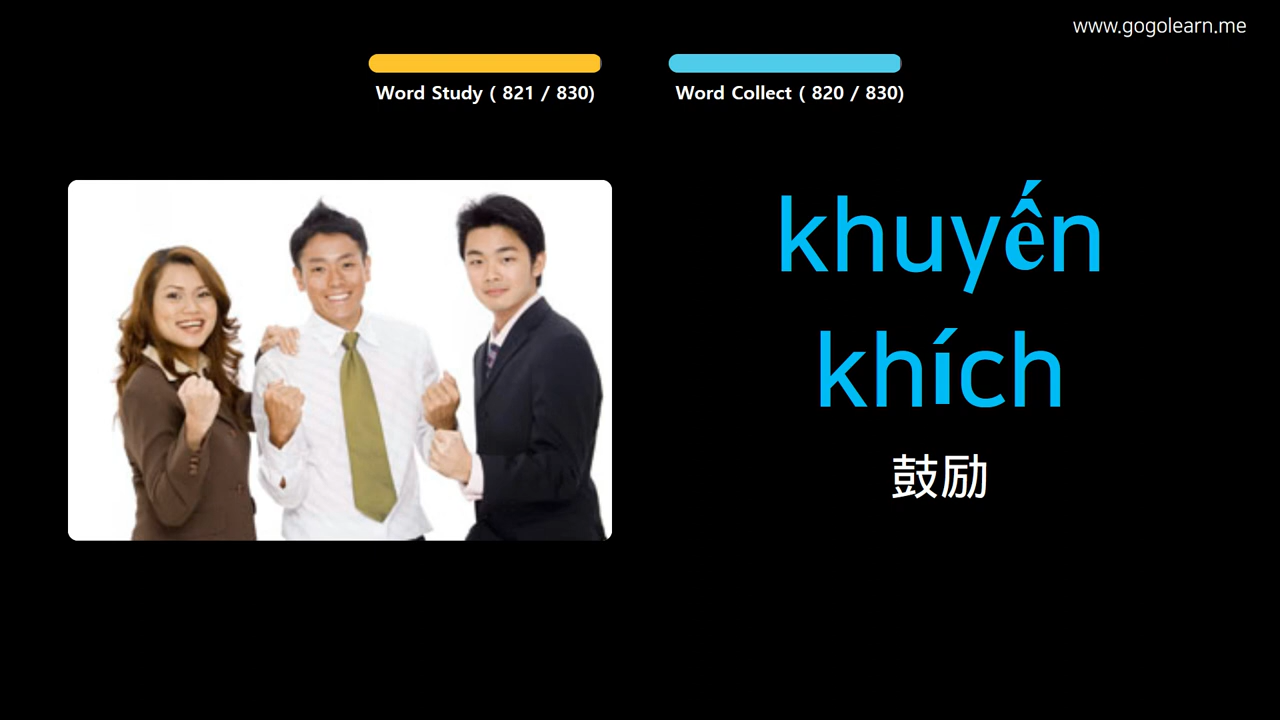 www.gogolearn.me
Word Study ( 821 / 830)
Word Collect ( 820 / 830)
khuyến
khích
鼓励